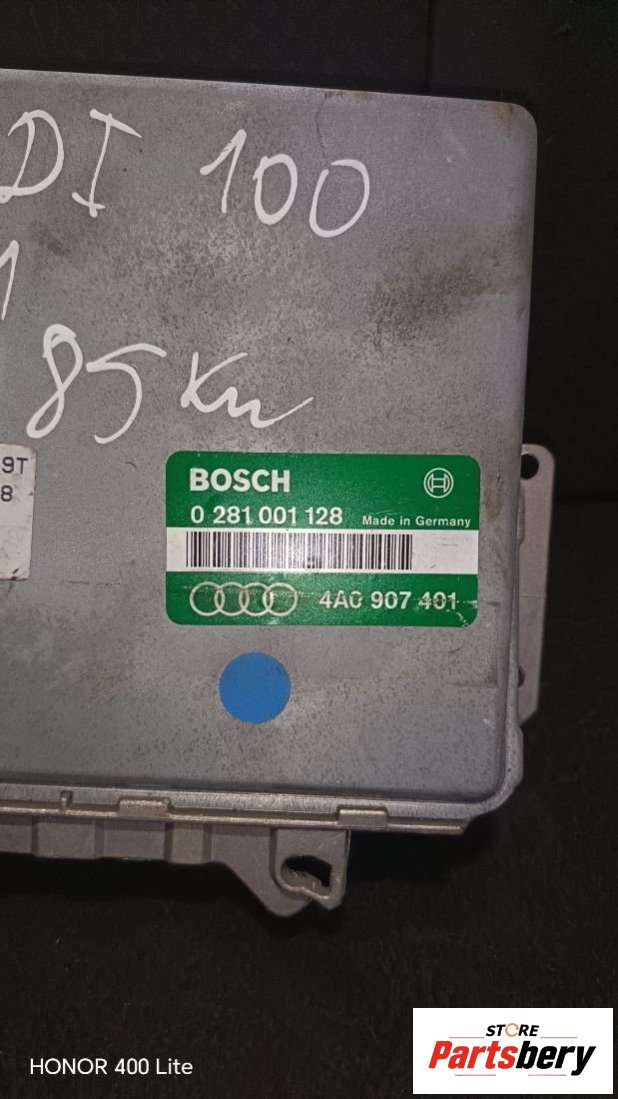 DI 100
1
85 Kw
9T
8
BOSCH
0 281 001 128 Made in Germany
4A0 907 401
HONOR 400 Lite
STORE
Partsbery